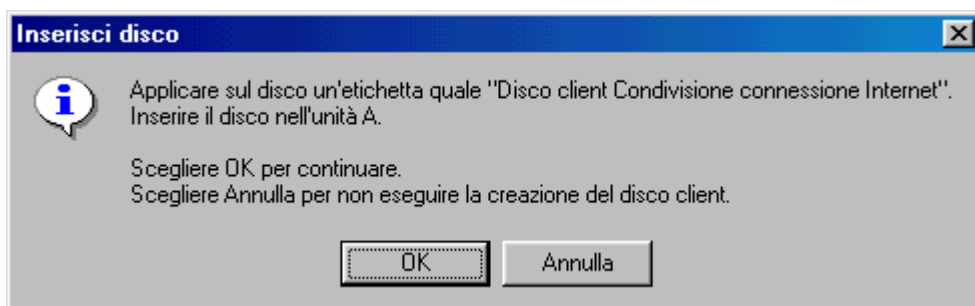 Inserisci disco
Applicare sul disco un'etichetta quale "Disco client Condivisione connessione Internet".
Inserire il disco nell'unità A.
Scegliere OK per continuare.
Scegliere Annulla per non eseguire la creazione del disco client.
OK
Annulla